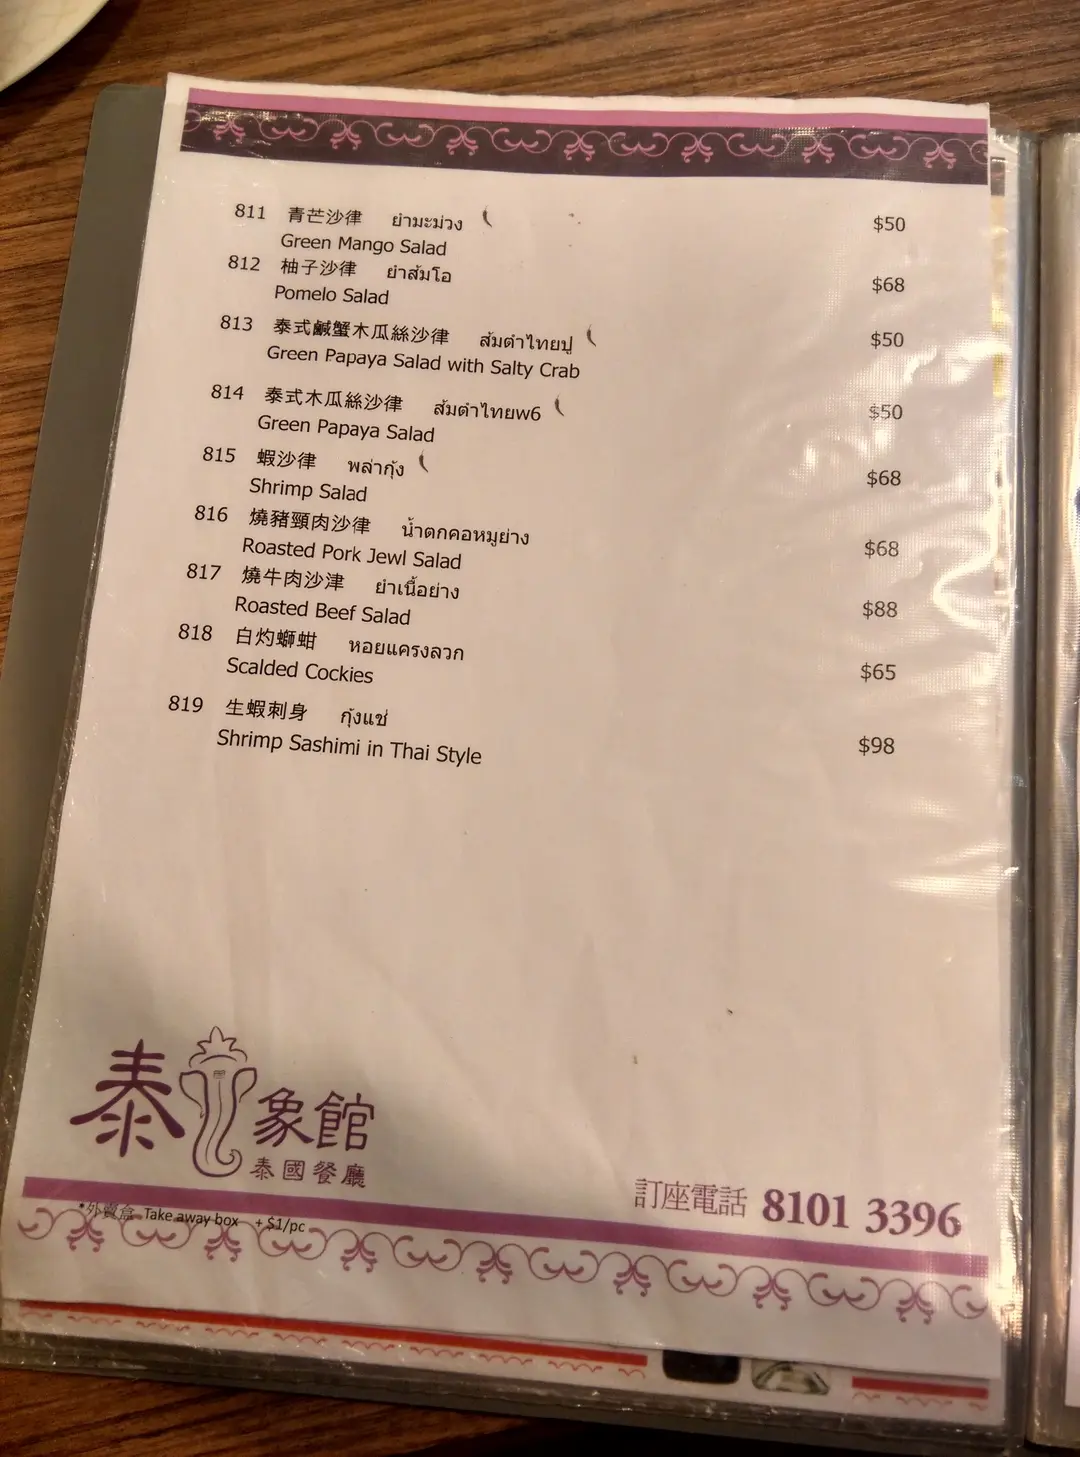 811 青芒沙律 ยำมะม่วง $50
Green Mango Salad
812 柚子沙律 ยำส้มโอ $68
Pomelo Salad
813 泰式鹹蟹木瓜絲沙律 ส้มตำไทยปู $50
Green Papaya Salad with Salty Crab
814 泰式木瓜絲沙律 ส้มตำไทยw6 $50
Green Papaya Salad
815 蝦沙律 พล่ากุ้ง $68
Shrimp Salad
816 燒豬頸肉沙律 น้ำตกคอหมูย่าง $68
Roasted Pork Jewl Salad
817 燒牛肉沙津 ยำเนื้อย่าง $88
Roasted Beef Salad
818 白灼螄蚶 หอยแครงลวก $65
Scalded Cockies
819 生蝦刺身 กุ้งแช่ $98
Shrimp Sashimi in Thai Style
泰象館
泰國餐廳
訂座電話 8101 3396
*外賣盒 Take away box + $1/pc